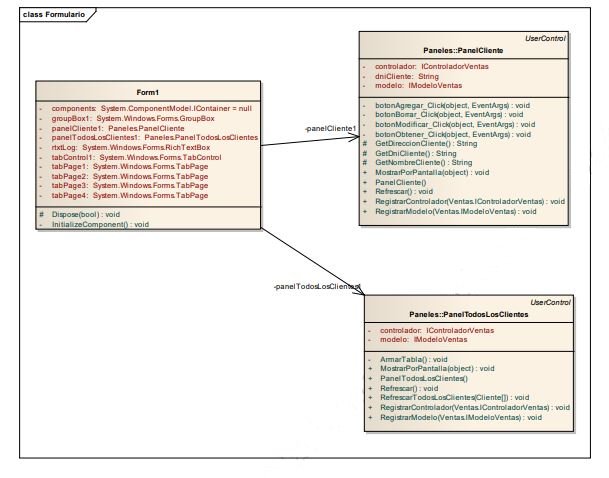 class Formulario
Form1
- components: System.ComponentModel.IContainer = null
- groupBox1: System.Windows.Forms.GroupBox
- panelCliente1: Paneles.PanelCliente
- panelTodosLosClientes1: Paneles.PanelTodosLosClientes
- rtxtLog: System.Windows.Forms.RichTextBox
- tabControl1: System.Windows.Forms.TabControl
- tabPage1: System.Windows.Forms.TabPage
- tabPage2: System.Windows.Forms.TabPage
- tabPage3: System.Windows.Forms.TabPage
- tabPage4: System.Windows.Forms.TabPage
# Dispose(bool) : void
- InitializeComponent() : void
-panelCliente1
UserControl
Paneles::PanelCliente
- controlador: IControladorVentas
- dniCliente: String
- modelo: IModeloVentas
- botonAgregar_Click(object, EventArgs) : void
- botonBorrar_Click(object, EventArgs) : void
- botonModificar_Click(object, EventArgs) : void
- botonObtener_Click(object, EventArgs) : void
# GetDireccionCliente() : String
# GetDniCliente() : String
# GetNombreCliente() : String
+ MostrarPorPantalla(object) : void
+ PanelCliente()
+ Refrescar() : void
+ RegistrarControlador(Ventas.IControladorVentas) : void
+ RegistrarModelo(Ventas.IModeloVentas) : void
-panelTodosLosClientes1
UserControl
Paneles::PanelTodosLosClientes
- controlador: IControladorVentas
- modelo: IModeloVentas
- ArmarTabla() : void
+ MostrarPorPantalla(object) : void
+ PanelTodosLosClientes()
+ Refrescar() : void
+ RefrescarTodosLosClientes(Cliente[]) : void
+ RegistrarControlador(Ventas.IControladorVentas) : void
+ RegistrarModelo(Ventas.IModeloVentas) : void